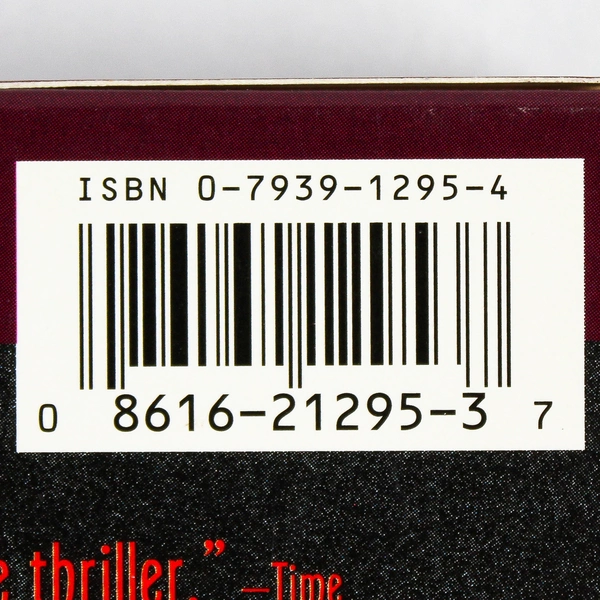 ISBN 0-7939-1295-4
0 8616-21295-3 7
e thriller." —Time